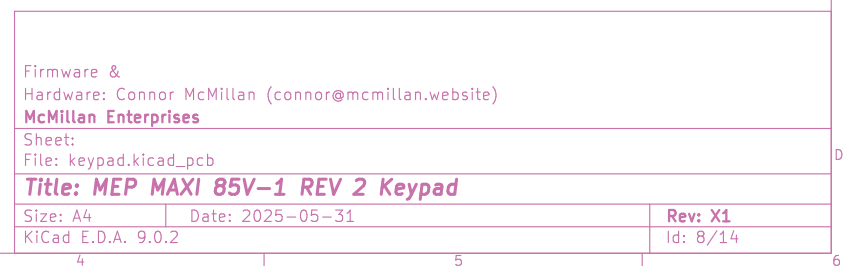 Firmware &
Hardware: Connor McMillan (connor@mcmillan.website)
McMillan Enterprises
Sheet:
File: keypad.kicad_pcb
D
Title: MEP MAXI 85V-1 REV 2 Keypad
Size: A4 Date: 2025-05-31 Rev: X1
KiCad E.D.A. 9.0.2 Id: 8/14
4 5 6